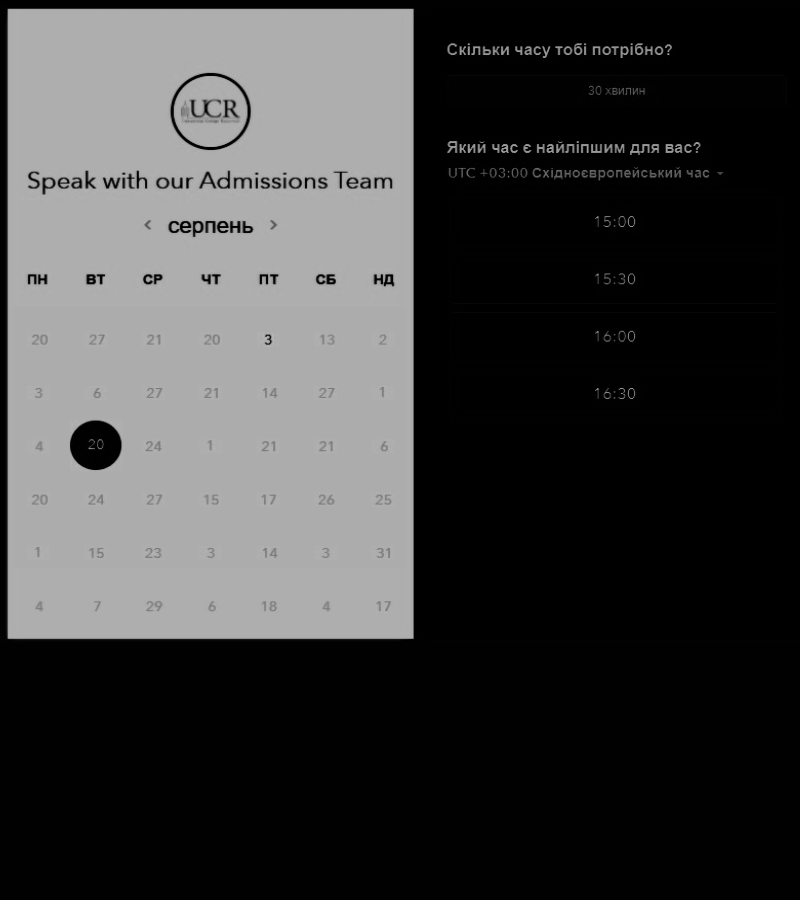 UCR
Speak with our Admissions Team
< серпень >
ПН ВТ СР ЧТ ПТ СБ НД
20 27 21 20 3 13 2
3 6 27 21 14 27 1
4 20 24 1 21 21 6
20 24 27 15 17 26 25
1 15 23 3 14 3 31
4 7 29 6 18 4 17
Скільки часу тобі потрібно?
30 хвилин
Який час є найліпшим для вас?
UTC +03:00 Східноєвропейський час
15:00
15:30
16:00
16:30